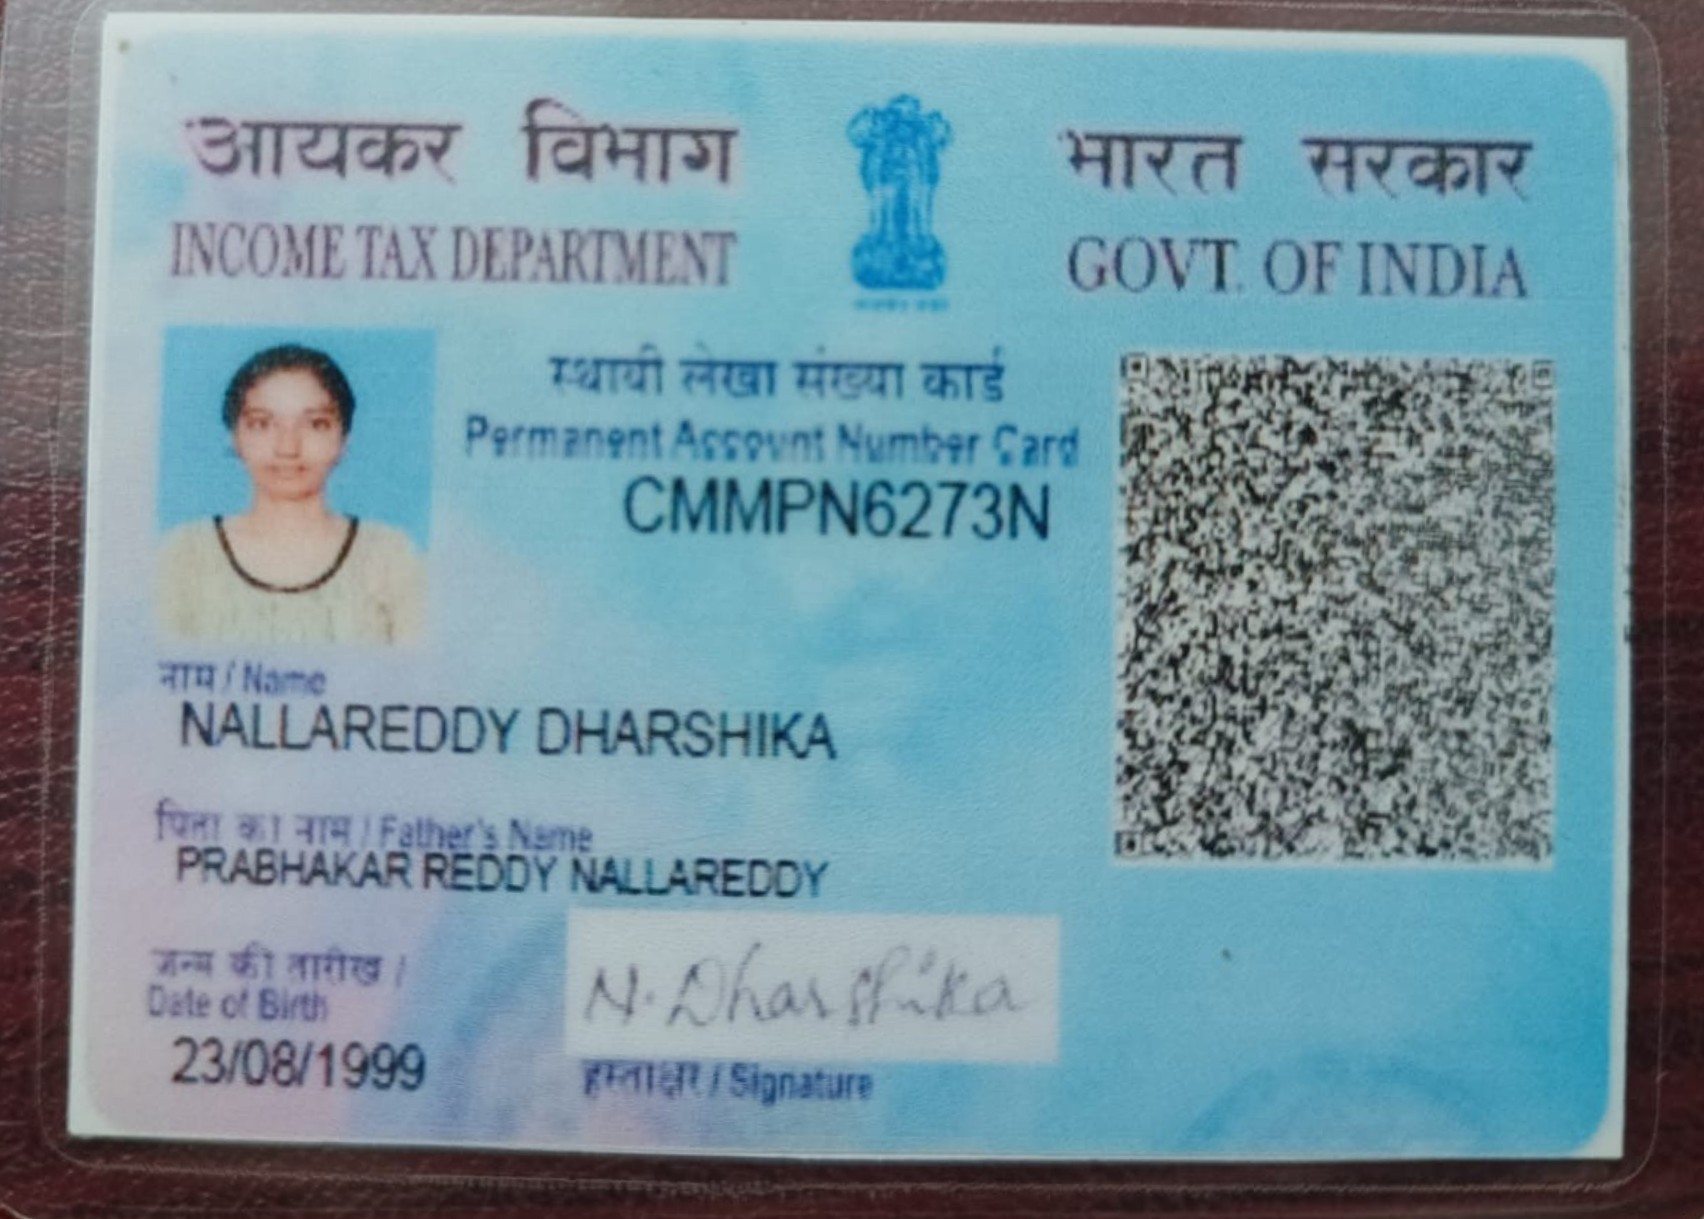 आयकर विभाग
INCOME TAX DEPARTMENT
भारत सरकार
GOVT. OF INDIA
स्थायी लेखा संख्या कार्ड
Permanent Account Number Card
CMMPN6273N
नाम / Name
NALLAREDDY DHARSHIKA
पिता का नाम / Father's Name
PRABHAKAR REDDY NALLAREDDY
जन्म की तारीख /
Date of Birth
23/08/1999
N. Dharshika
हस्ताक्षर / Signature